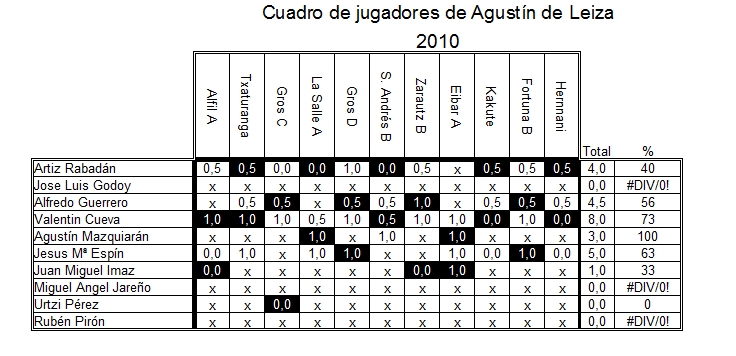 Cuadro de jugadores de Agustín de Leiza
2010
Alfil A Txaturanga Gros C La Salle A Gros D S. Andrés B Zarautz B Eibar A Kakute Fortuna B Hernnani Total %
Artiz Rabadán 0,5 0,5 0,0 0,0 1,0 0,0 0,5 x 0,5 0,5 0,5 4,0 40
Jose Luis Godoy x x x x x x x x x x x 0,0 #DIV/0!
Alfredo Guerrero x 0,5 0,5 x 0,5 0,5 1,0 x 0,5 0,5 0,5 4,5 56
Valentin Cueva 1,0 1,0 1,0 0,5 1,0 0,5 1,0 1,0 0,0 1,0 0,0 8,0 73
Agustín Mazquiarán x x x 1,0 x 1,0 x 1,0 x x x 3,0 100
Jesus Mª Espín 0,0 1,0 x 1,0 1,0 x x 1,0 0,0 1,0 0,0 5,0 63
Juan Miguel Imaz 0,0 x x x x x 0,0 1,0 x x x 1,0 33
Miguel Angel Jareño x x x x x x x x x x x 0,0 #DIV/0!
Urtzi Pérez x x 0,0 x x x x x x x x 0,0 0
Rubén Pirón x x x x x x x x x x x 0,0 #DIV/0!